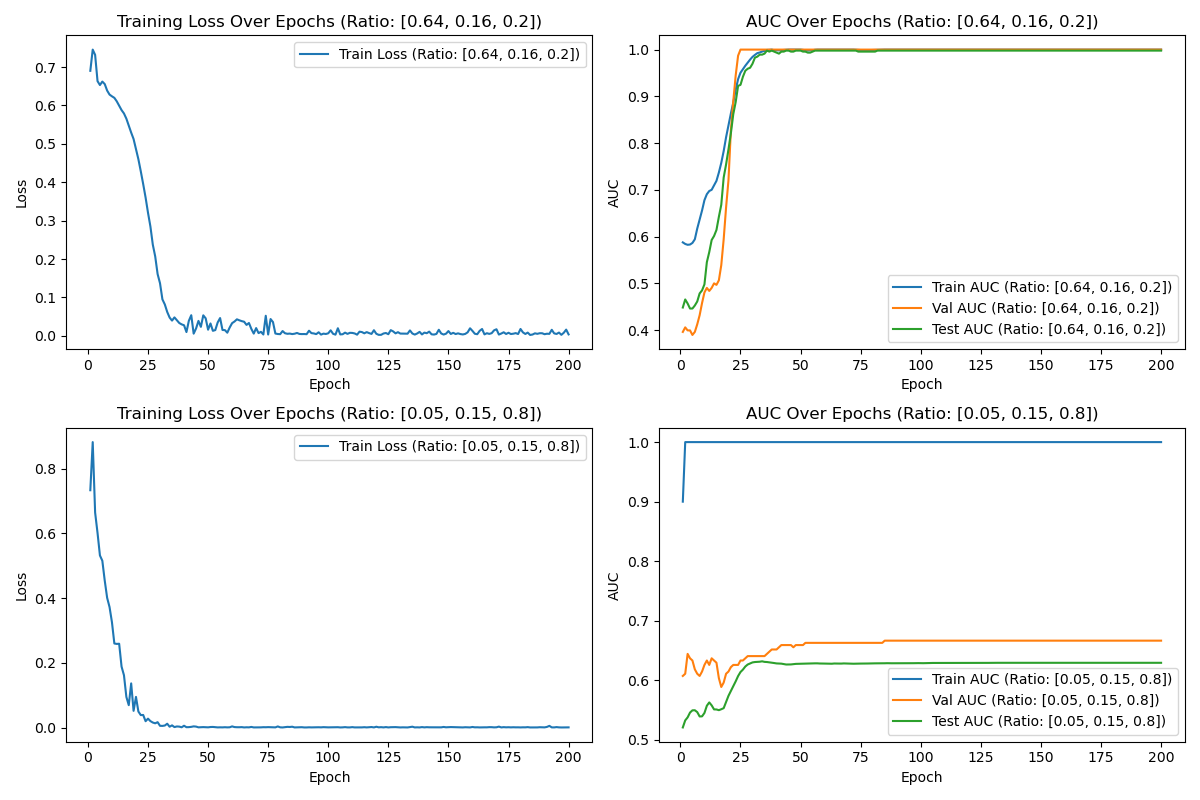 Training Loss Over Epochs (Ratio: [0.64, 0.16, 0.2])
Train Loss (Ratio: [0.64, 0.16, 0.2])
0.7
0.6
0.5
0.4
0.3
0.2
0.1
0.0
Loss
0 25 50 75 100 125 150 175 200
Epoch
AUC Over Epochs (Ratio: [0.64, 0.16, 0.2])
1.0
0.9
0.8
0.7
0.6
0.5
0.4
AUC
Train AUC (Ratio: [0.64, 0.16, 0.2])
Val AUC (Ratio: [0.64, 0.16, 0.2])
Test AUC (Ratio: [0.64, 0.16, 0.2])
0 25 50 75 100 125 150 175 200
Epoch
Training Loss Over Epochs (Ratio: [0.05, 0.15, 0.8])
Train Loss (Ratio: [0.05, 0.15, 0.8])
0.8
0.6
0.4
0.2
0.0
Loss
0 25 50 75 100 125 150 175 200
Epoch
AUC Over Epochs (Ratio: [0.05, 0.15, 0.8])
1.0
0.9
0.8
0.7
0.6
0.5
AUC
Train AUC (Ratio: [0.05, 0.15, 0.8])
Val AUC (Ratio: [0.05, 0.15, 0.8])
Test AUC (Ratio: [0.05, 0.15, 0.8])
0 25 50 75 100 125 150 175 200
Epoch